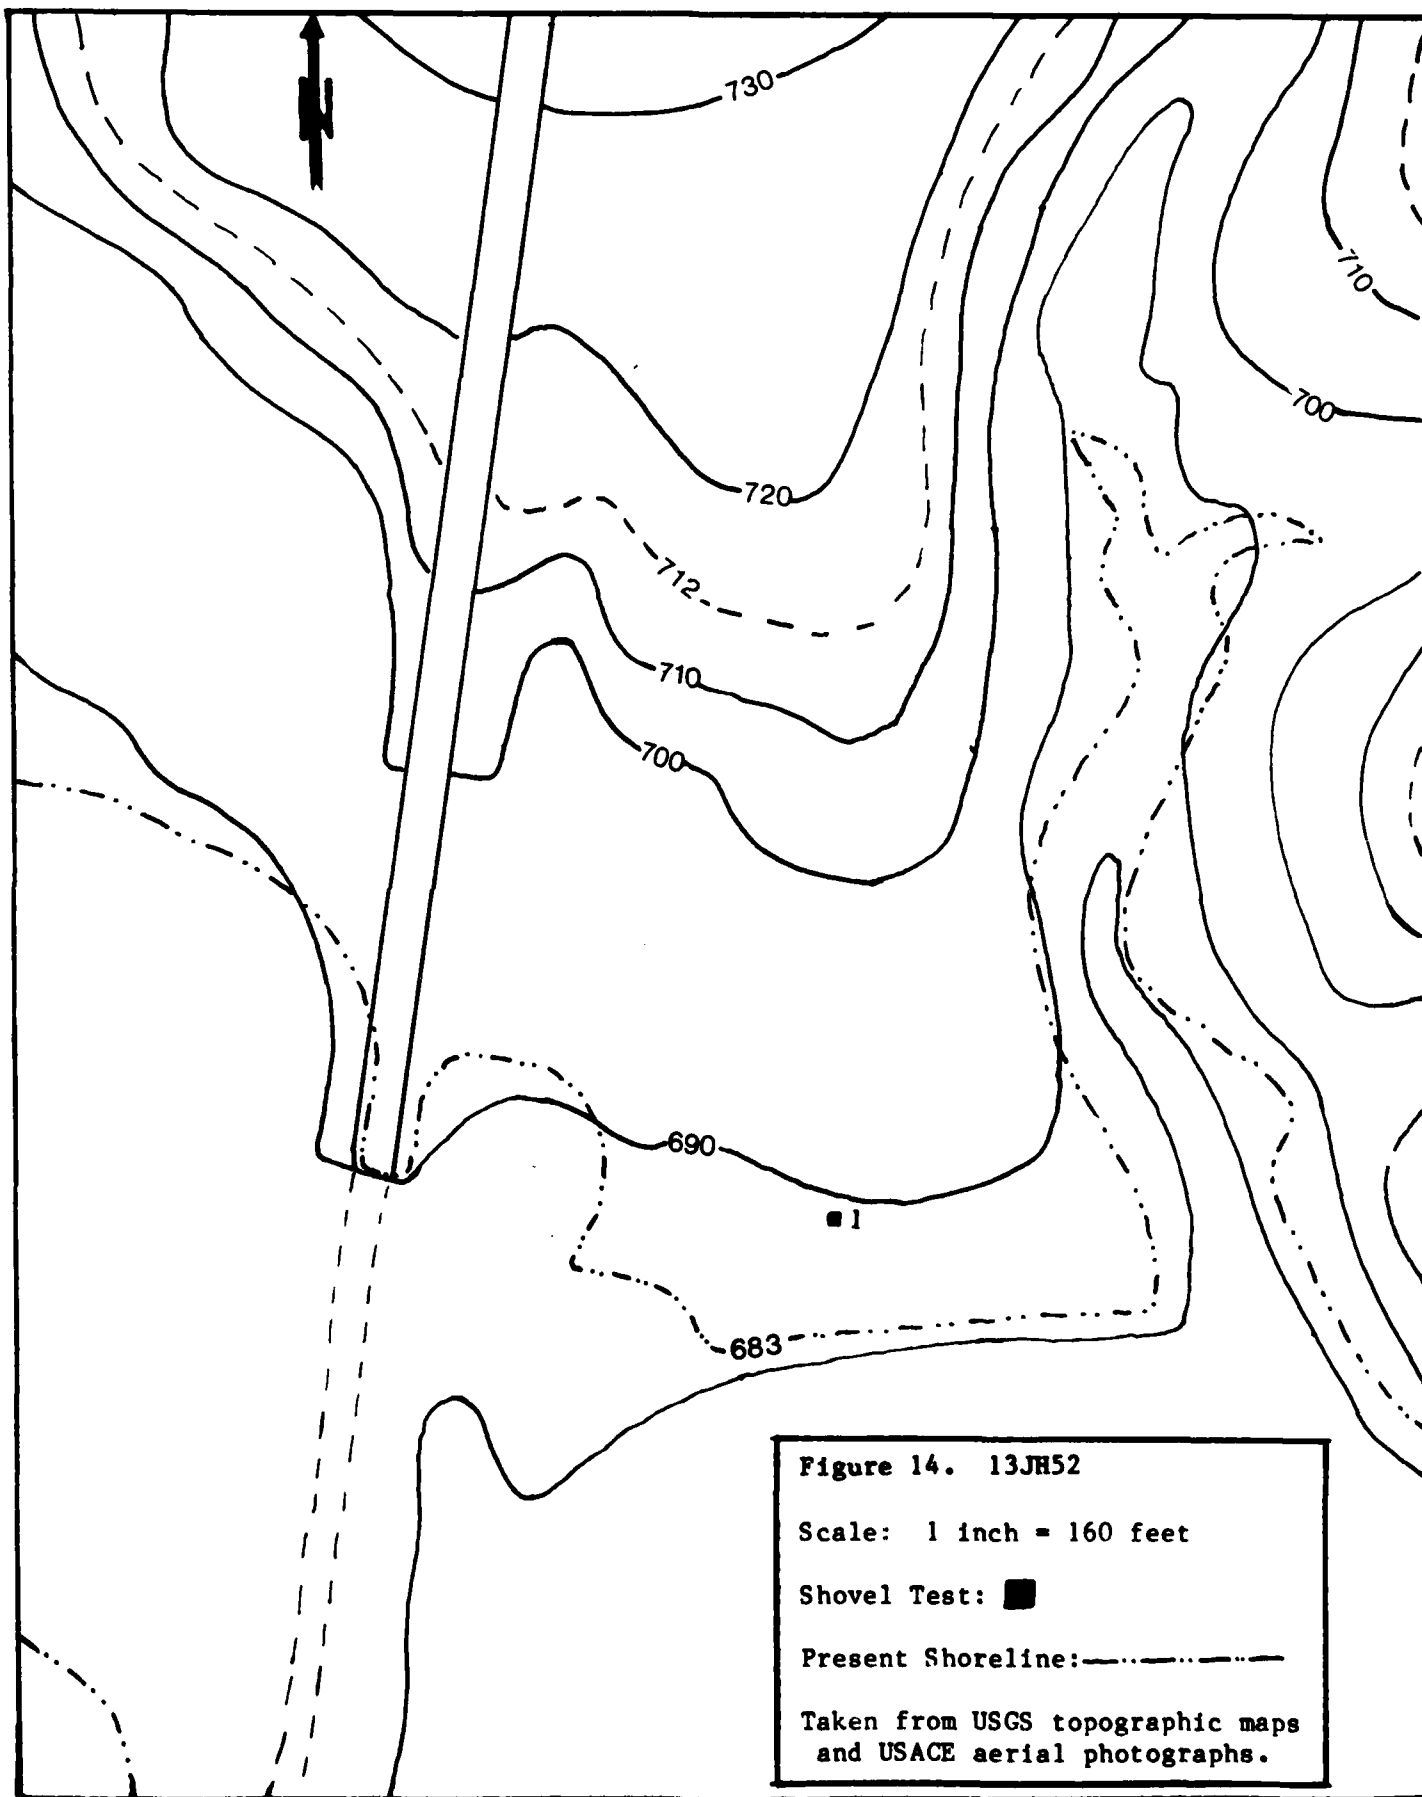 N
730
710
700
720
712
710
700
690
1
683
Figure 14. 13JH52
Scale: 1 inch = 160 feet
Shovel Test:
Present Shoreline:
Taken from USGS topographic maps
and USACE aerial photographs.